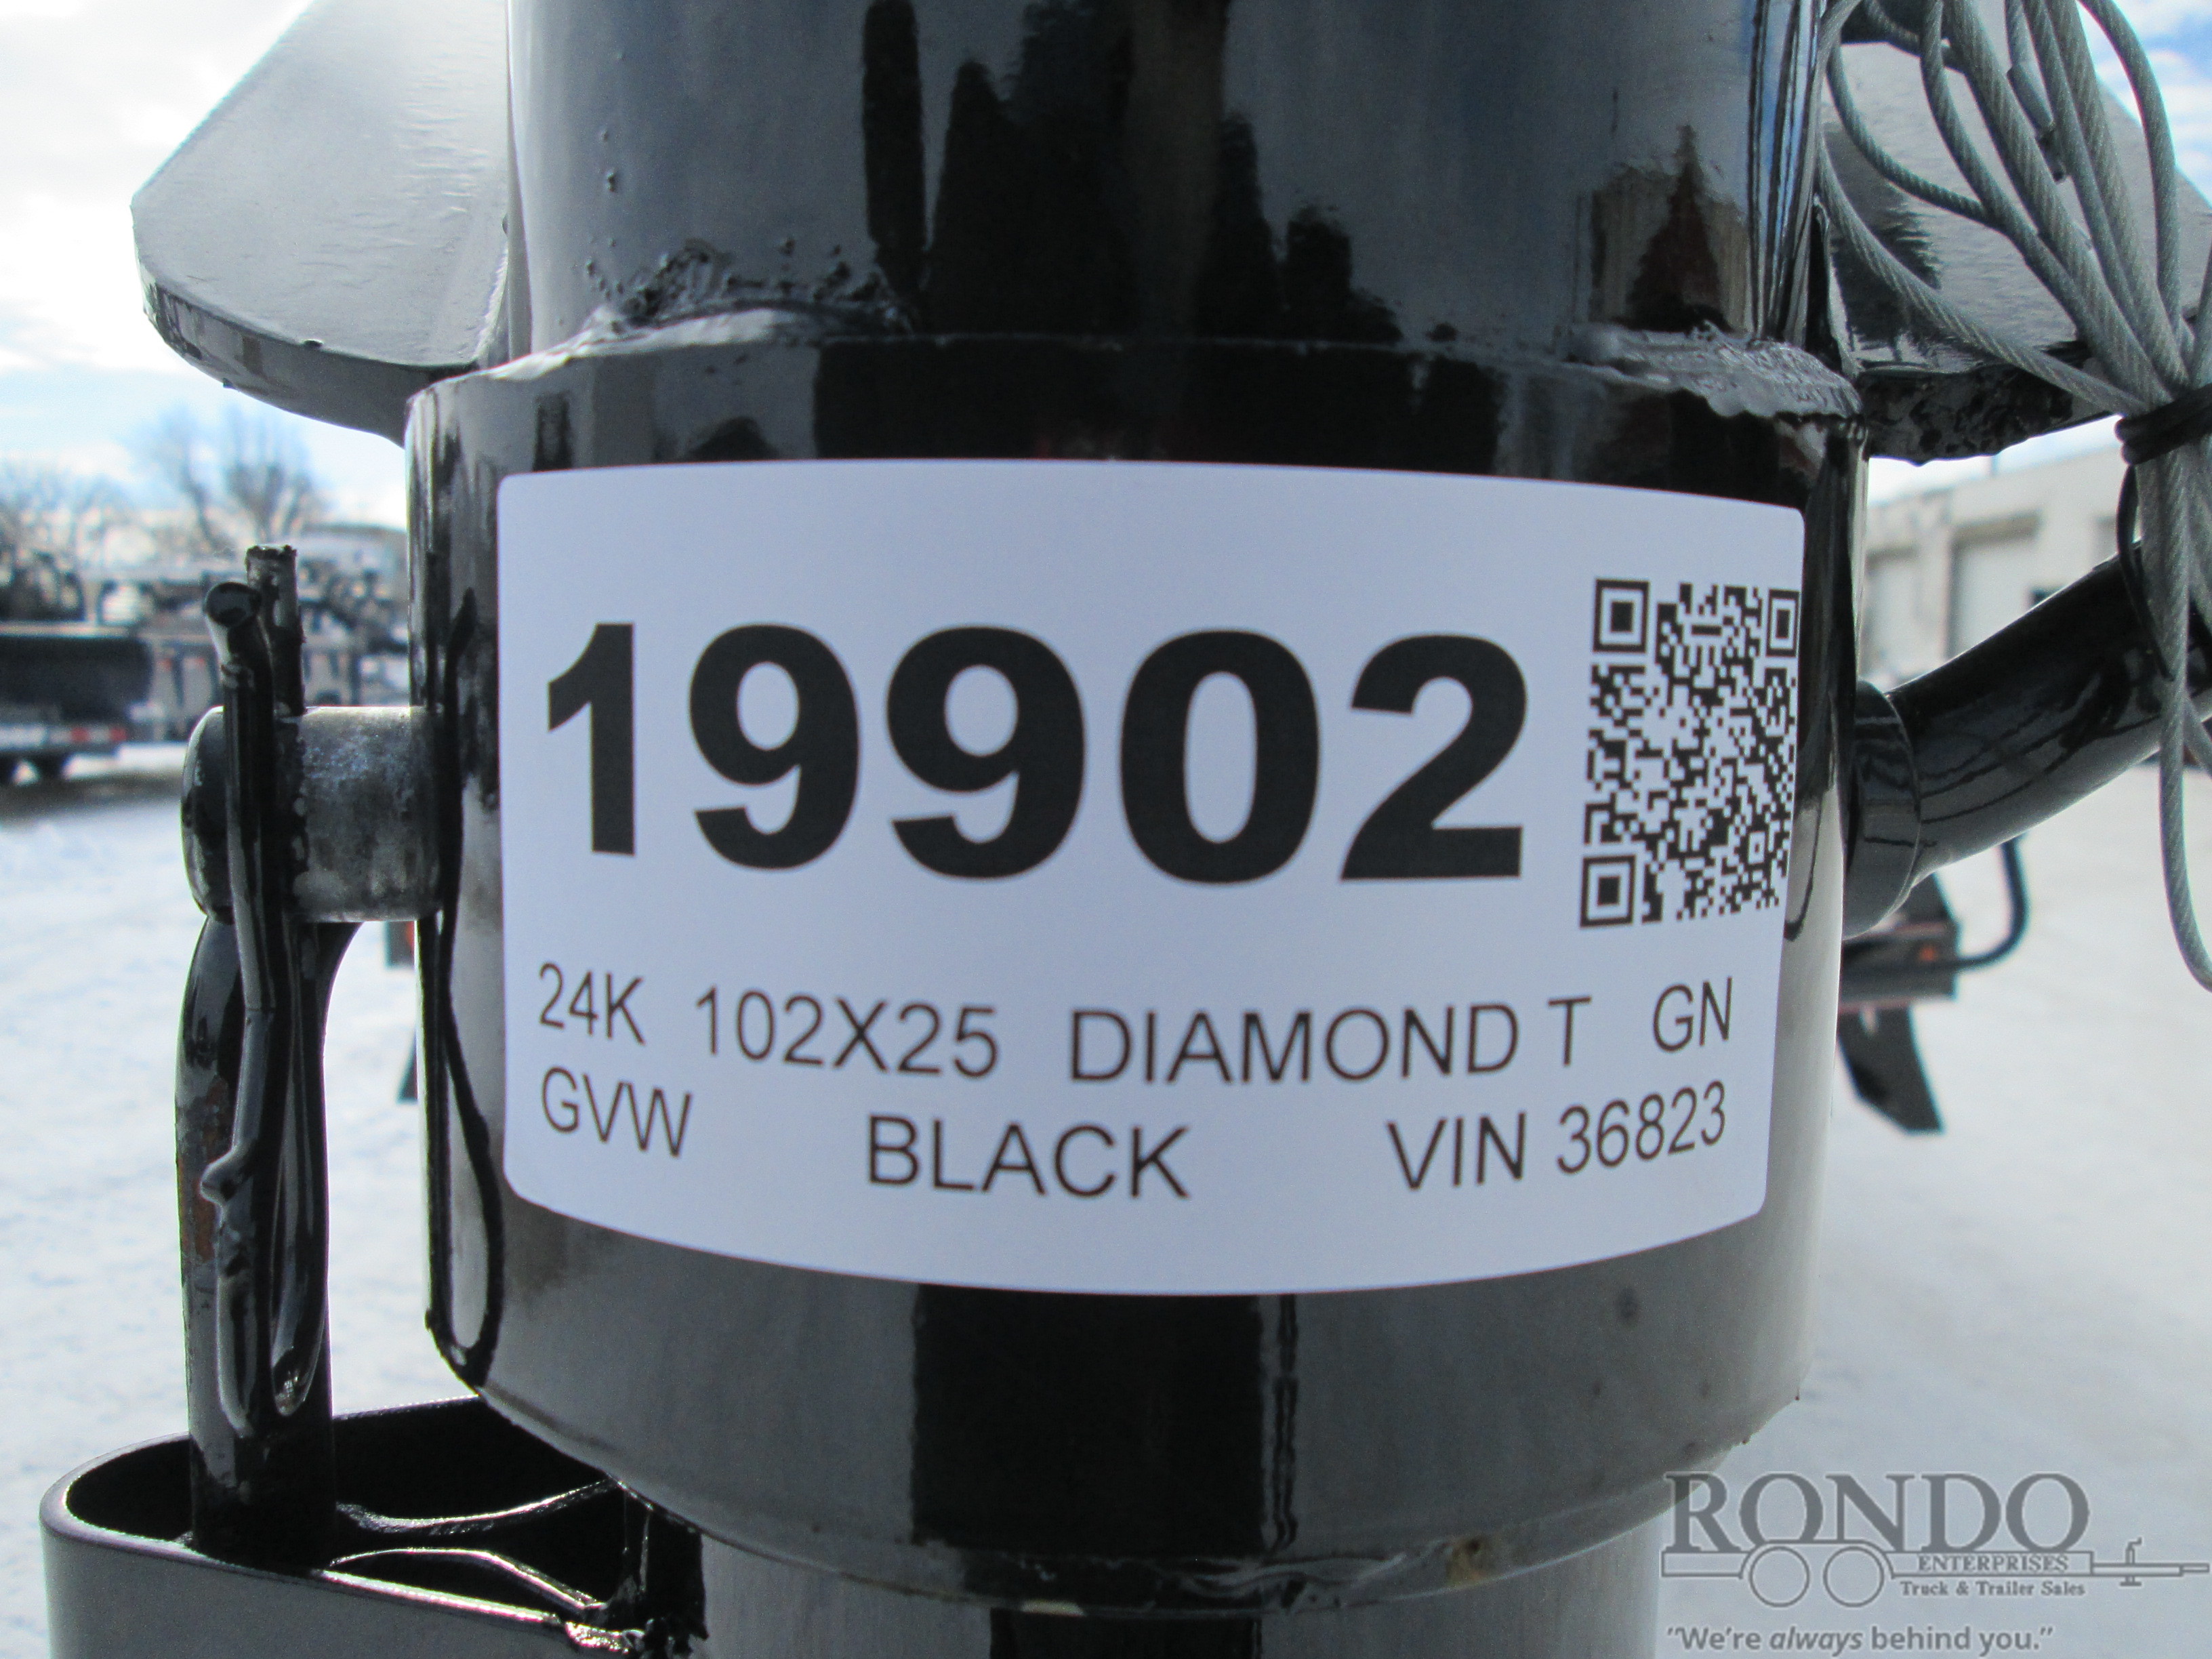 19902
24K 102X25 DIAMOND T GN
GVW BLACK VIN 36823
RONDO
ENTERPRISES
Truck & Trailer Sales
"We're always behind you."